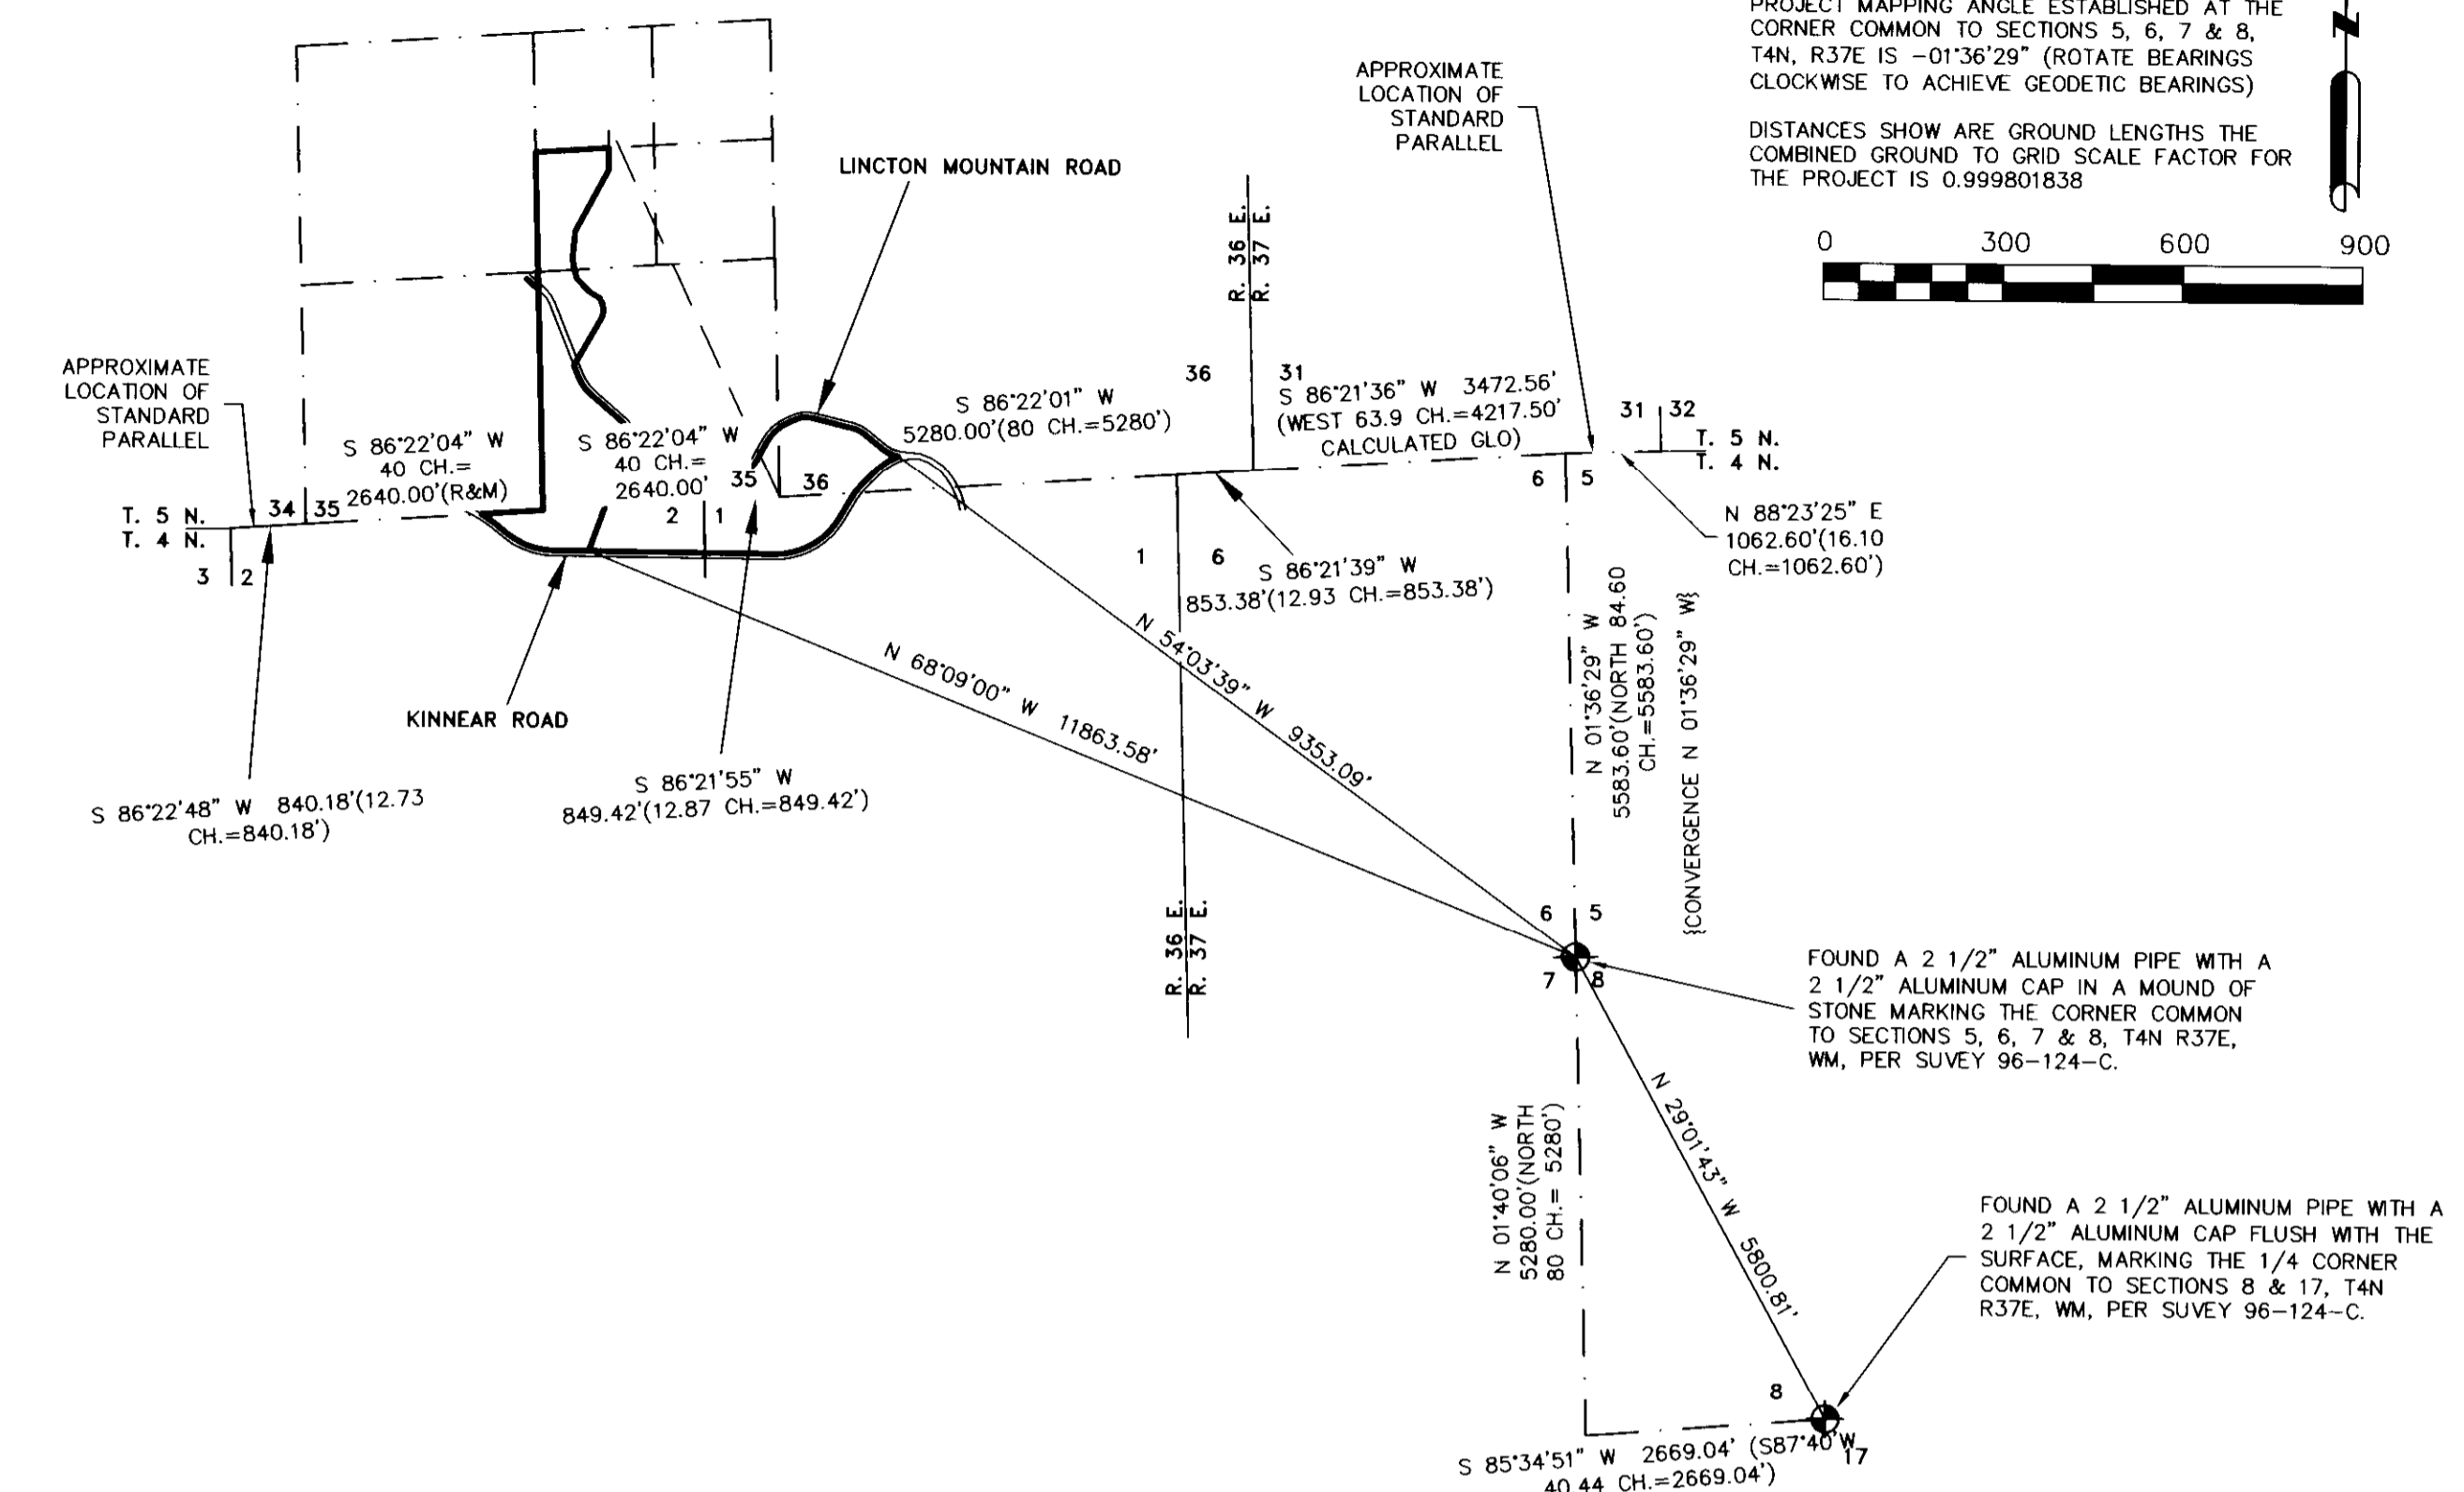 PROJECT MAPPING ANGLE ESTABLISHED AT THE
CORNER COMMON TO SECTIONS 5, 6, 7 & 8,
T4N, R37E IS -01°36'29" (ROTATE BEARINGS
CLOCKWISE TO ACHIEVE GEODETIC BEARINGS)
DISTANCES SHOW ARE GROUND LENGTHS THE
COMBINED GROUND TO GRID SCALE FACTOR FOR
THE PROJECT IS 0.999801838
N
0 300 600 900
APPROXIMATE
LOCATION OF
STANDARD
PARALLEL
LINCTON MOUNTAIN ROAD
R. 36 E.
R. 37 E.
APPROXIMATE
LOCATION OF
STANDARD
PARALLEL
36
31
S 86°21'36" W 3472.56'
(WEST 63.9 CH.=4217.50'
CALCULATED GLO)
S 86°22'01" W
5280.00'(80 CH.=5280')
31 32
T. 5 N.
T. 4 N.
S 86°22'04" W
40 CH.=
2640.00'(R&M)
S 86°22'04" W
40 CH.=
2640.00'
35
36
34 35
T. 5 N.
T. 4 N.
3 2
2 1
6 5
N 88°23'25" E
1062.60'(16.10
CH.=1062.60')
1 6
S 86°21'39" W
853.38'(12.93 CH.=853.38')
N 54°03'39" W 9353.09'
N 68°09'00" W 11863.58'
N 01°36'29" W
5583.60'(NORTH 84.60
CH.=5583.60')
{CONVERGENCE N 01°36'29" W}
KINNEAR ROAD
S 86°22'48" W 840.18'(12.73
CH.=840.18')
S 86°21'55" W
849.42'(12.87 CH.=849.42')
R. 36 E.
R. 37 E.
6 5
7 8
FOUND A 2 1/2" ALUMINUM PIPE WITH A
2 1/2" ALUMINUM CAP IN A MOUND OF
STONE MARKING THE CORNER COMMON
TO SECTIONS 5, 6, 7 & 8, T4N R37E,
WM, PER SUVEY 96-124-C.
N 29°01'43" W 5800.81'
N 01°40'06" W
5280.00'(NORTH
80 CH.= 5280')
FOUND A 2 1/2" ALUMINUM PIPE WITH A
2 1/2" ALUMINUM CAP FLUSH WITH THE
SURFACE, MARKING THE 1/4 CORNER
COMMON TO SECTIONS 8 & 17, T4N
R37E, WM, PER SUVEY 96-124-C.
8
17
S 85°34'51" W 2669.04' (S87°40'W
40.44 CH.=2669.04')